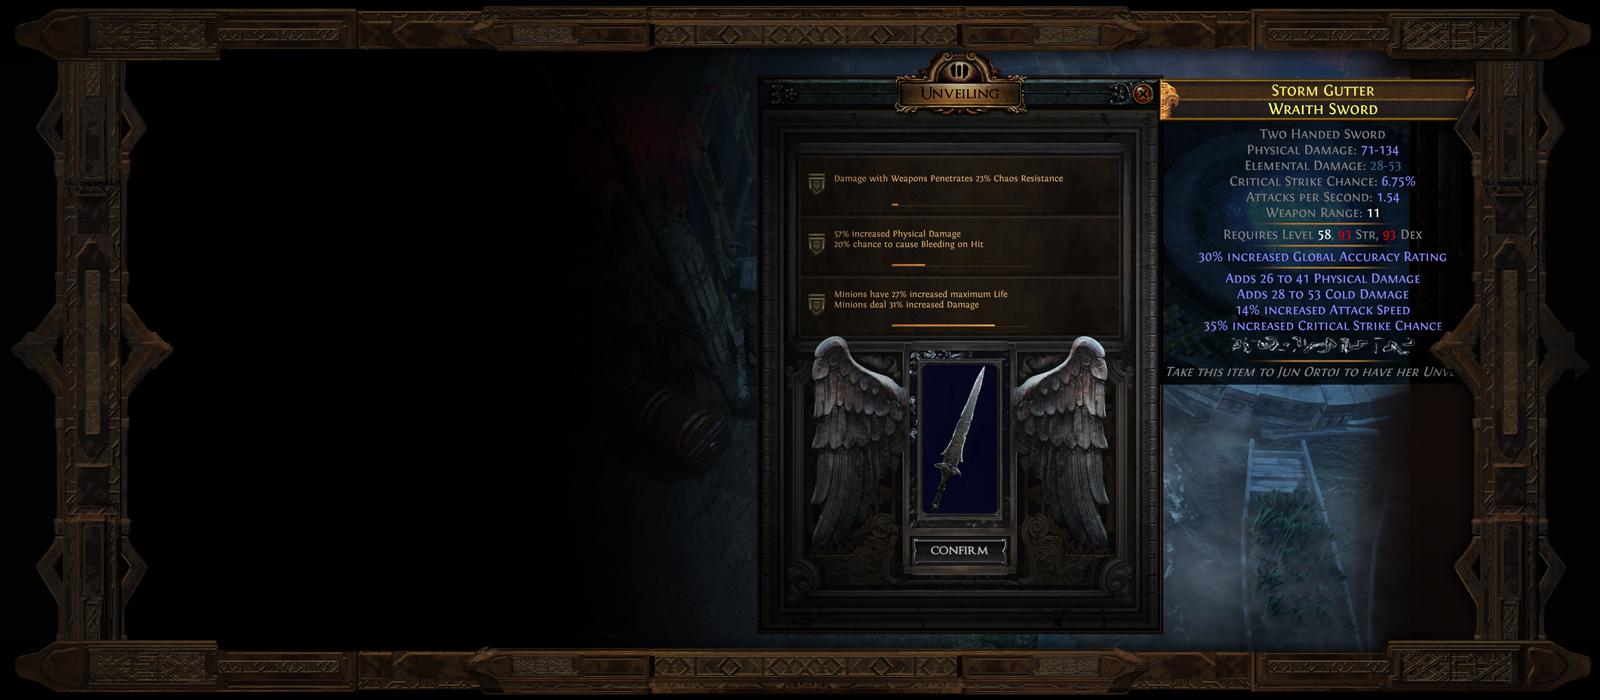 Unveiling
Damage with Weapons Penetrates 23% Chaos Resistance
57% increased Physical Damage
20% chance to cause Bleeding on Hit
Minions have 27% increased maximum Life
Minions deal 31% increased Damage
CONFIRM
Storm Gutter
Wraith Sword
Two Handed Sword
Physical Damage: 71-134
Elemental Damage: 28-53
Critical Strike Chance: 6.75%
Attacks per Second: 1.54
Weapon Range: 11
Requires Level 58, 93 Str, 93 Dex
30% increased Global Accuracy Rating
Adds 26 to 41 Physical Damage
Adds 28 to 53 Cold Damage
14% increased Attack Speed
35% increased Critical Strike Chance
Take this item to Jun Ortoi to have her